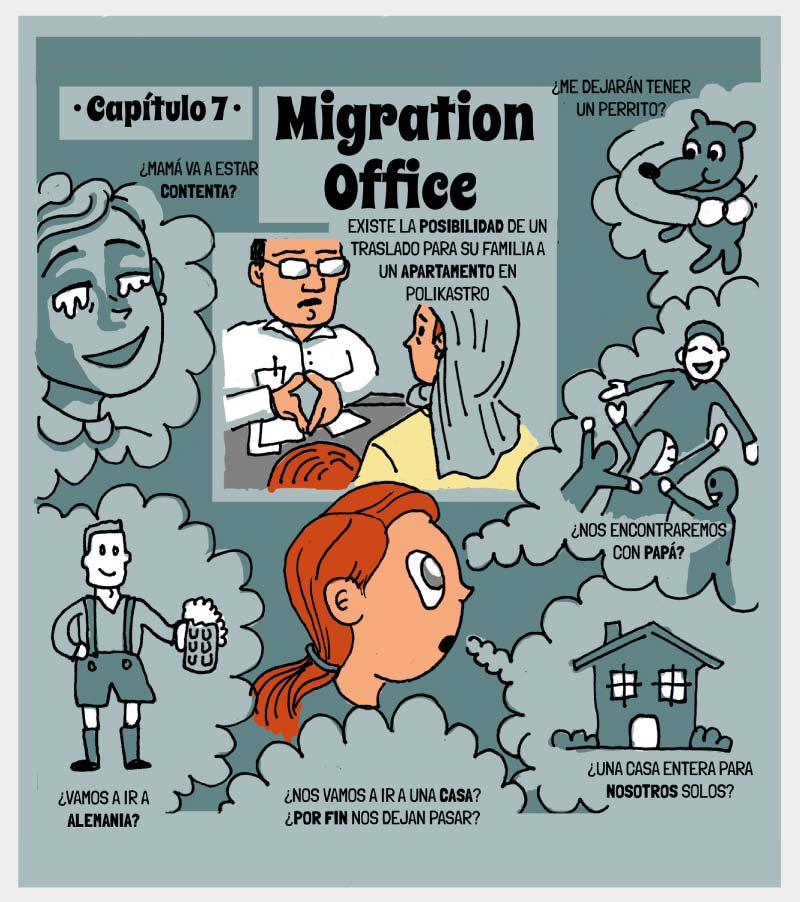 • Capítulo 7 •
Migration
Office
¿ME DEJARÁN TENER
UN PERRITO?
¿MAMÁ VA A ESTAR
CONTENTA?
EXISTE LA POSIBILIDAD DE UN
TRASLADO PARA SU FAMILIA A
UN APARTAMENTO EN
POLIKASTRO
¿NOS ENCONTRAREMOS
CON PAPÁ?
¿VAMOS A IR A
ALEMANIA?
¿NOS VAMOS A IR A UNA CASA?
¿POR FIN NOS DEJAN PASAR?
¿UNA CASA ENTERA PARA
NOSOTROS SOLOS?